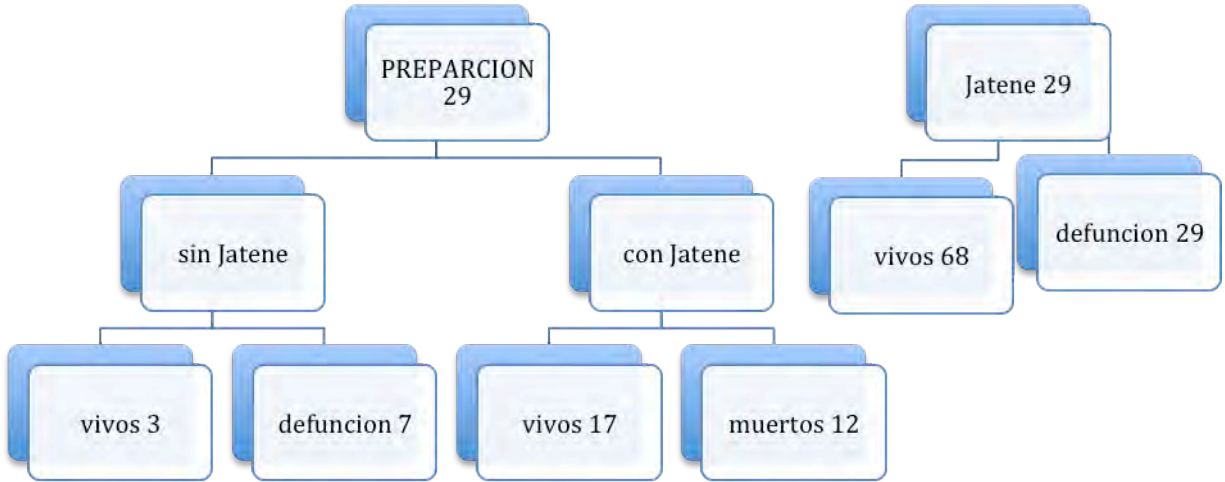 PREPARCION
29
Jatene 29
sin Jatene
con Jatene
vivos 68
defuncion 29
vivos 3
defuncion 7
vivos 17
muertos 12